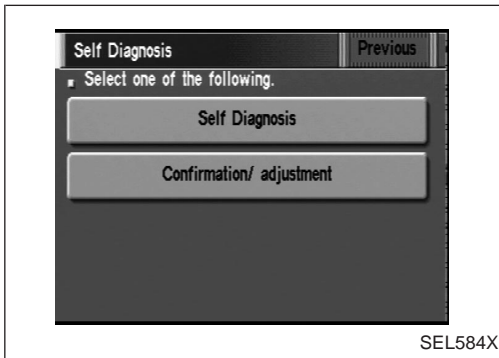 Self Diagnosis
Previous
Select one of the following.
Self Diagnosis
Confirmation/ adjustment
SEL584X